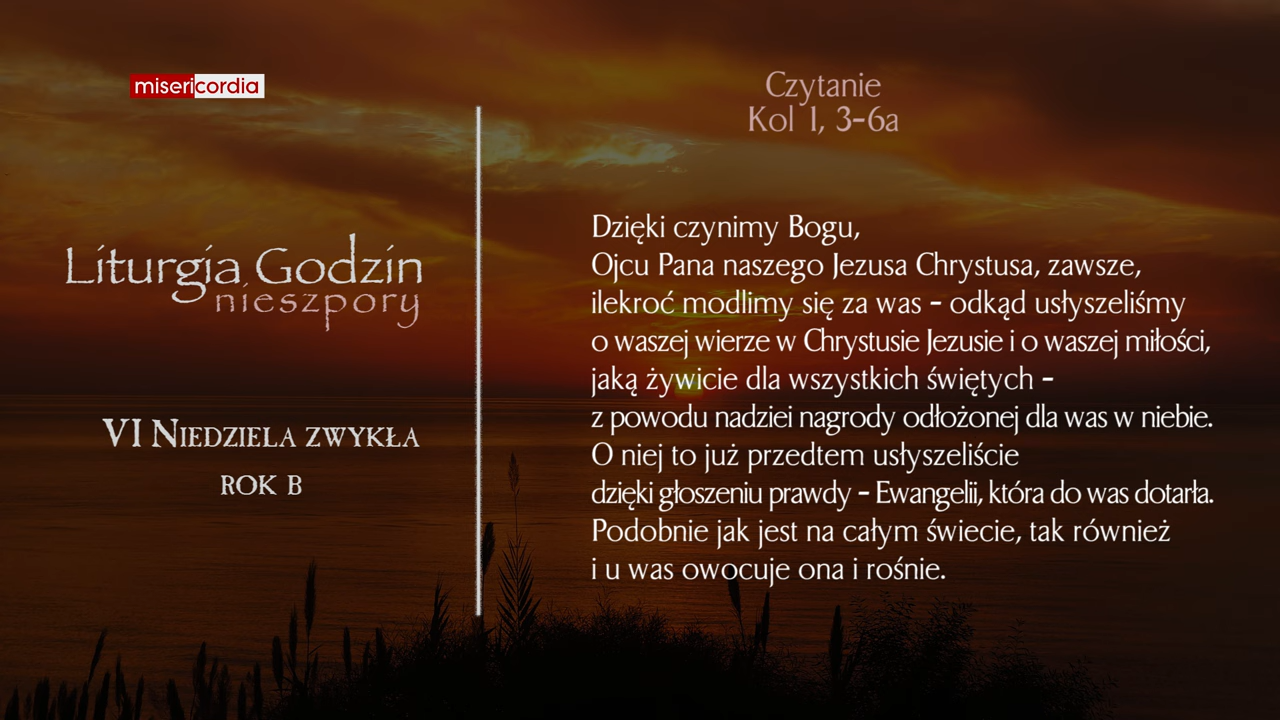 misericordia
Liturgia Godzin
nieszpory
VI Niedziela zwykła
rok B
Czytanie
Kol 1, 3-6a
Dzięki czynimy Bogu,
Ojcu Pana naszego Jezusa Chrystusa, zawsze,
ilekroć modlimy się za was - odkąd usłyszeliśmy
o waszej wierze w Chrystusie Jezusie i o waszej miłości,
jaką żywicie dla wszystkich świętych -
z powodu nadziei nagrody odłożonej dla was w niebie.
O niej to już przedtem usłyszeliście
dzięki głoszeniu prawdy - Ewangelii, która do was dotarła.
Podobnie jak jest na całym świecie, tak również
i u was owocuje ona i rośnie.